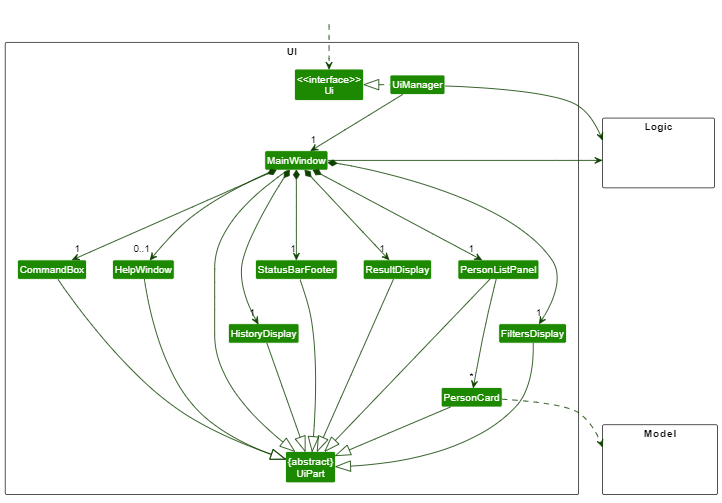 UI
<<interface>>
Ui
UiManager
Logic
1
MainWindow
1
0..1
1
1
1
CommandBox
HelpWindow
StatusBarFooter
ResultDisplay
PersonListPanel
1
1
HistoryDisplay
FiltersDisplay
*
PersonCard
Model
{abstract}
UiPart